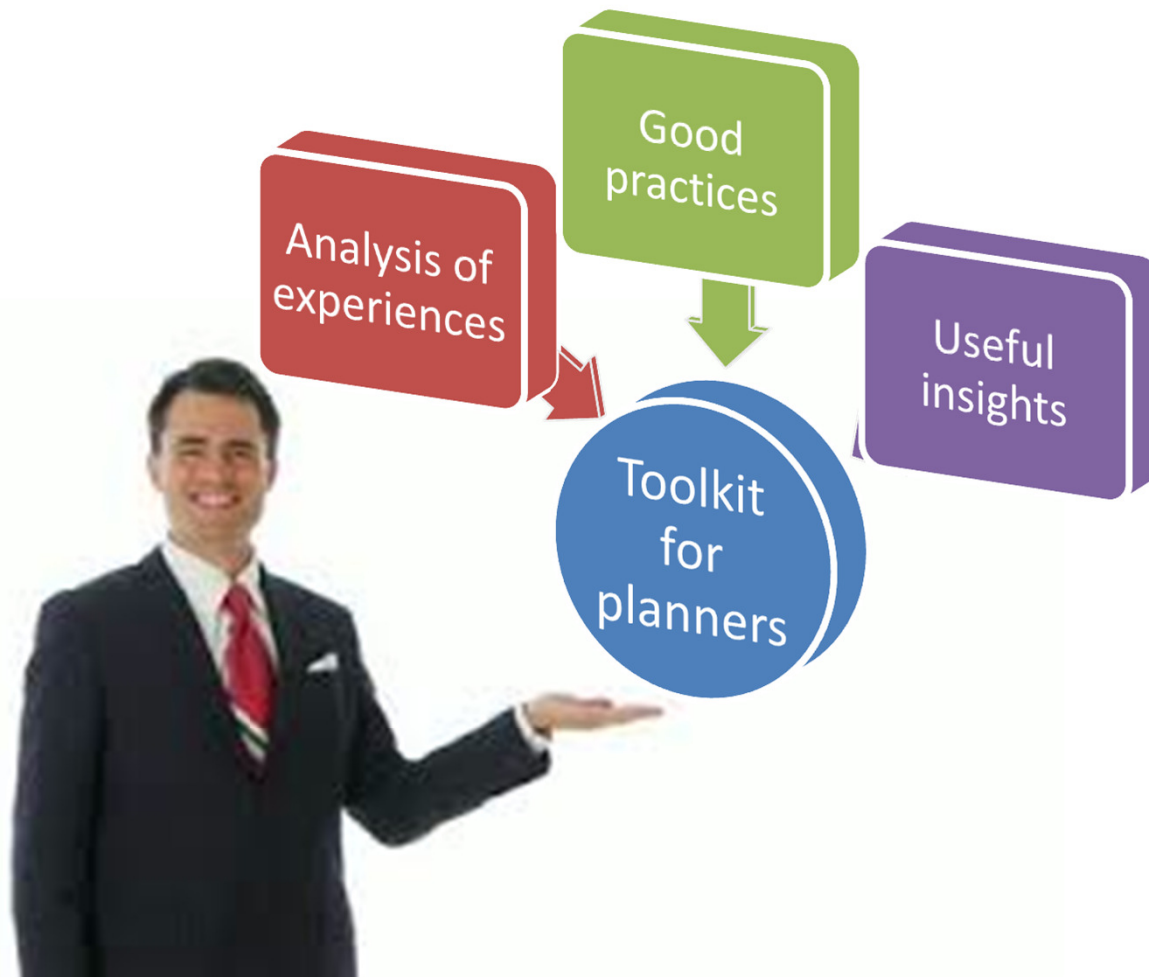 Good
practices
Analysis of
experiences
Useful
insights
Toolkit
for
planners